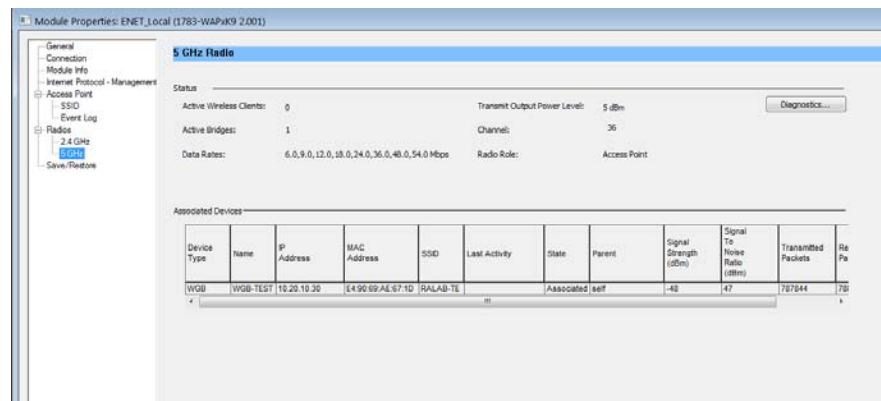 Module Properties: ENET_Local (1783-WAPxK9 2.001)
General
Connection
Module Info
Internet Protocol - Management
Access Point
SSID
Event Log
Radios
2.4 GHz
5 GHz
Save/Restore
5 GHz Radio
Status
Active Wireless Clients: 0 Transmit Output Power Level: 5 dBm Diagnostics...
Active Bridges: 1 Channel: 36
Data Rates: 6.0,9.0,12.0,18.0,24.0,36.0,48.0,54.0 Mbps Radio Role: Access Point
Associated Devices
Device Type Name IP Address MAC Address SSID Last Activity State Parent Signal Strength (dBm) Signal To Noise Ratio (dBm) Transmitted Packets Re Pa
WGB WGB-TEST 10.20.10.30 E4:90:69:AE:67:1D RALAB-TE Associated self -48 47 787844 78